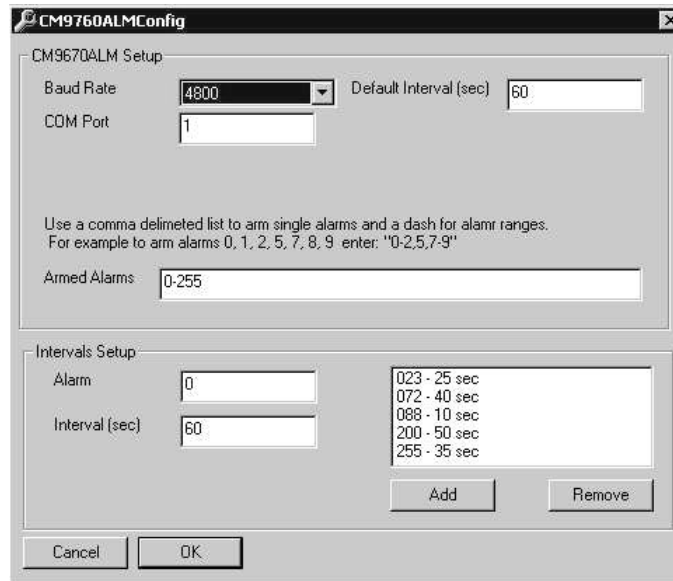 CM9760ALMConfig
CM9670ALM Setup
Baud Rate
4800
Default Interval (sec)
60
COM Port
1
Use a comma delimeted list to arm single alarms and a dash for alamr ranges.
For example to arm alarms 0, 1, 2, 5, 7, 8, 9 enter: "0-2,5,7-9"
Armed Alarms
0-255
Intervals Setup
Alarm
0
Interval (sec)
60
023 - 25 sec
072 - 40 sec
088 - 10 sec
200 - 50 sec
255 - 35 sec
Add
Remove
Cancel
OK